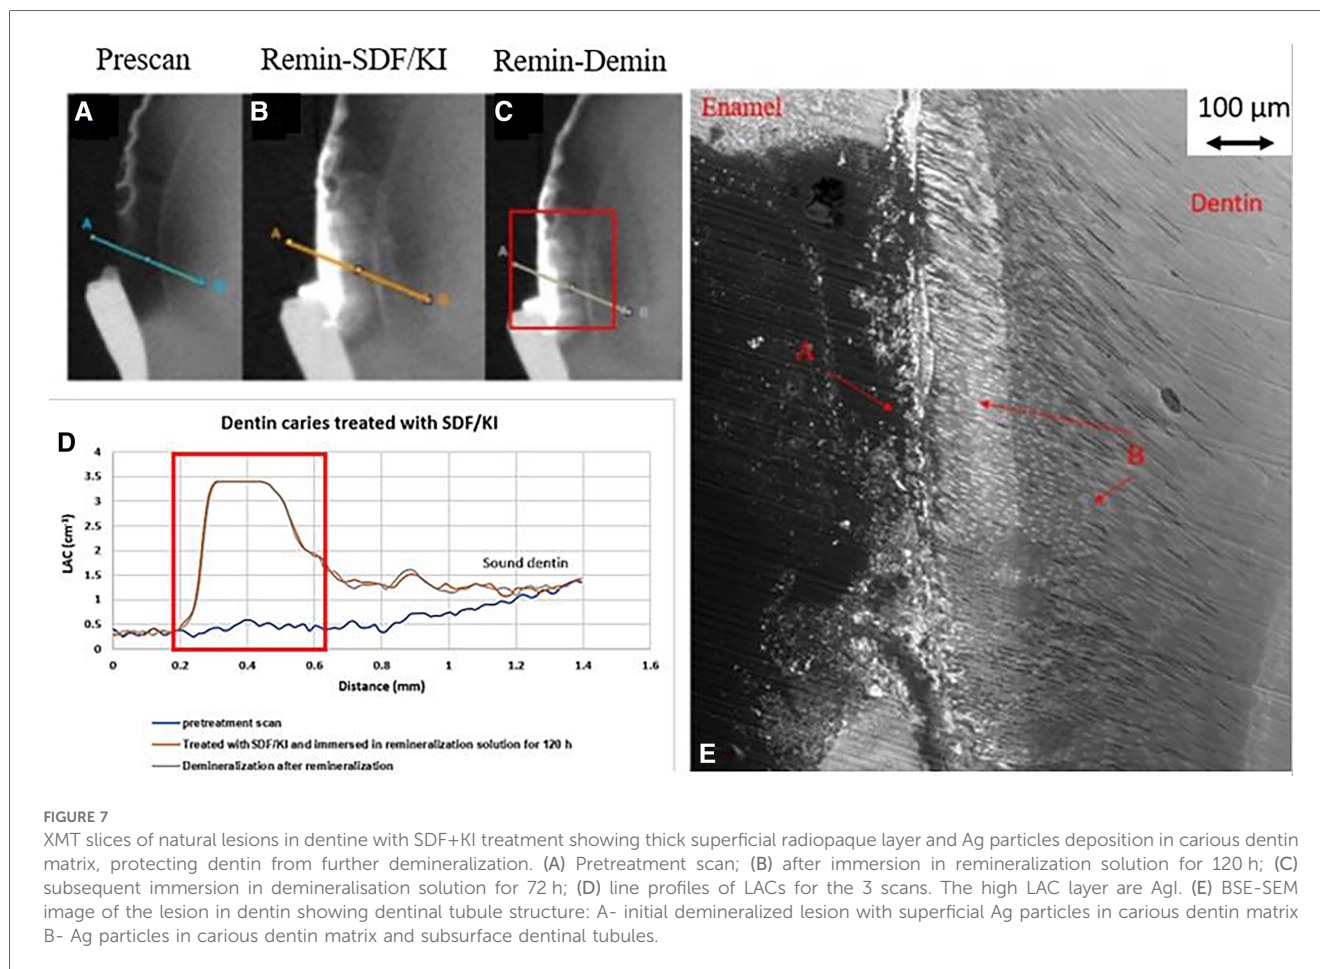 Prescan
Remin-SDF/KI
Remin-Demin
A
B
C
A
B
A
B
A
B
Enamel
100 µm
Dentin
A
B
E
D
Dentin caries treated with SDF/KI
LAC (cm⁻¹)
4
3.5
3
2.5
2
1.5
1
0.5
0
Sound dentin
0 0.2 0.4 0.6 0.8 1 1.2 1.4 1.6
Distance (mm)
pretreatment scan
Treated with SDF/KI and immersed in remineralization solution for 120 h
Demineralization after remineralization
FIGURE 7
XMT slices of natural lesions in dentine with SDF+KI treatment showing thick superficial radiopaque layer and Ag particles deposition in carious dentin
matrix, protecting dentin from further demineralization. (A) Pretreatment scan; (B) after immersion in remineralization solution for 120 h; (C)
subsequent immersion in demineralisation solution for 72 h; (D) line profiles of LACs for the 3 scans. The high LAC layer are AgI. (E) BSE-SEM
image of the lesion in dentin showing dentinal tubule structure: A- initial demineralized lesion with superficial Ag particles in carious dentin matrix
B- Ag particles in carious dentin matrix and subsurface dentinal tubules.